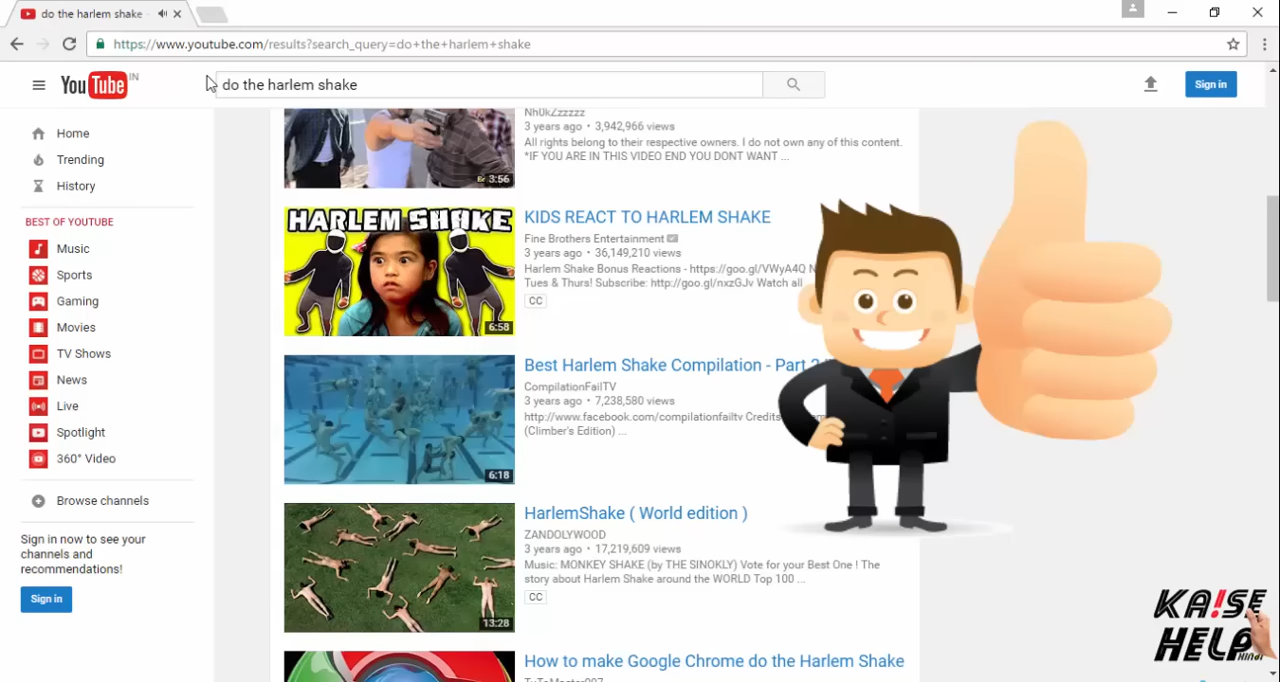 do the harlem shake
https://www.youtube.com/results?search_query=do+the+harlem+shake
YouTube IN
do the harlem shake
Sign in
Home
Trending
History
BEST OF YOUTUBE
Music
Sports
Gaming
Movies
TV Shows
News
Live
Spotlight
360° Video
Browse channels
Sign in now to see your
channels and
recommendations!
Sign in
3:56
3 years ago • 3,942,966 views
All rights belong to their respective owners. I do not own any of this content.
*IF YOU ARE IN THIS VIDEO END YOU DONT WANT ...
HARLEM SHAKE
6:58
KIDS REACT TO HARLEM SHAKE
Fine Brothers Entertainment
3 years ago • 36,149,210 views
Harlem Shake Bonus Reactions - https://goo.gl/VWyA4Q
Tues & Thurs! Subscribe: http://goo.gl/nxzGJv Watch all
CC
6:18
Best Harlem Shake Compilation - Part
CompilationFailTV
3 years ago • 7,238,580 views
http://www.facebook.com/compilationfailtv Credits
(Climber's Edition) ...
13:28
HarlemShake ( World edition )
ZANDOLYWOOD
3 years ago • 17,219,609 views
Music: MONKEY SHAKE (by THE SINOKLY) Vote for your Best One ! The
story about Harlem Shake around the WORLD Top 100 ...
CC
How to make Google Chrome do the Harlem Shake
KA!SE
HELP
Hindi